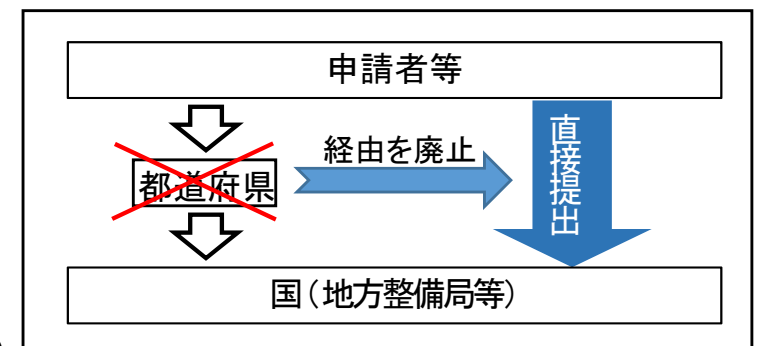 申請者等
経由を廃止
直接提出
都道府県
国（地方整備局等）